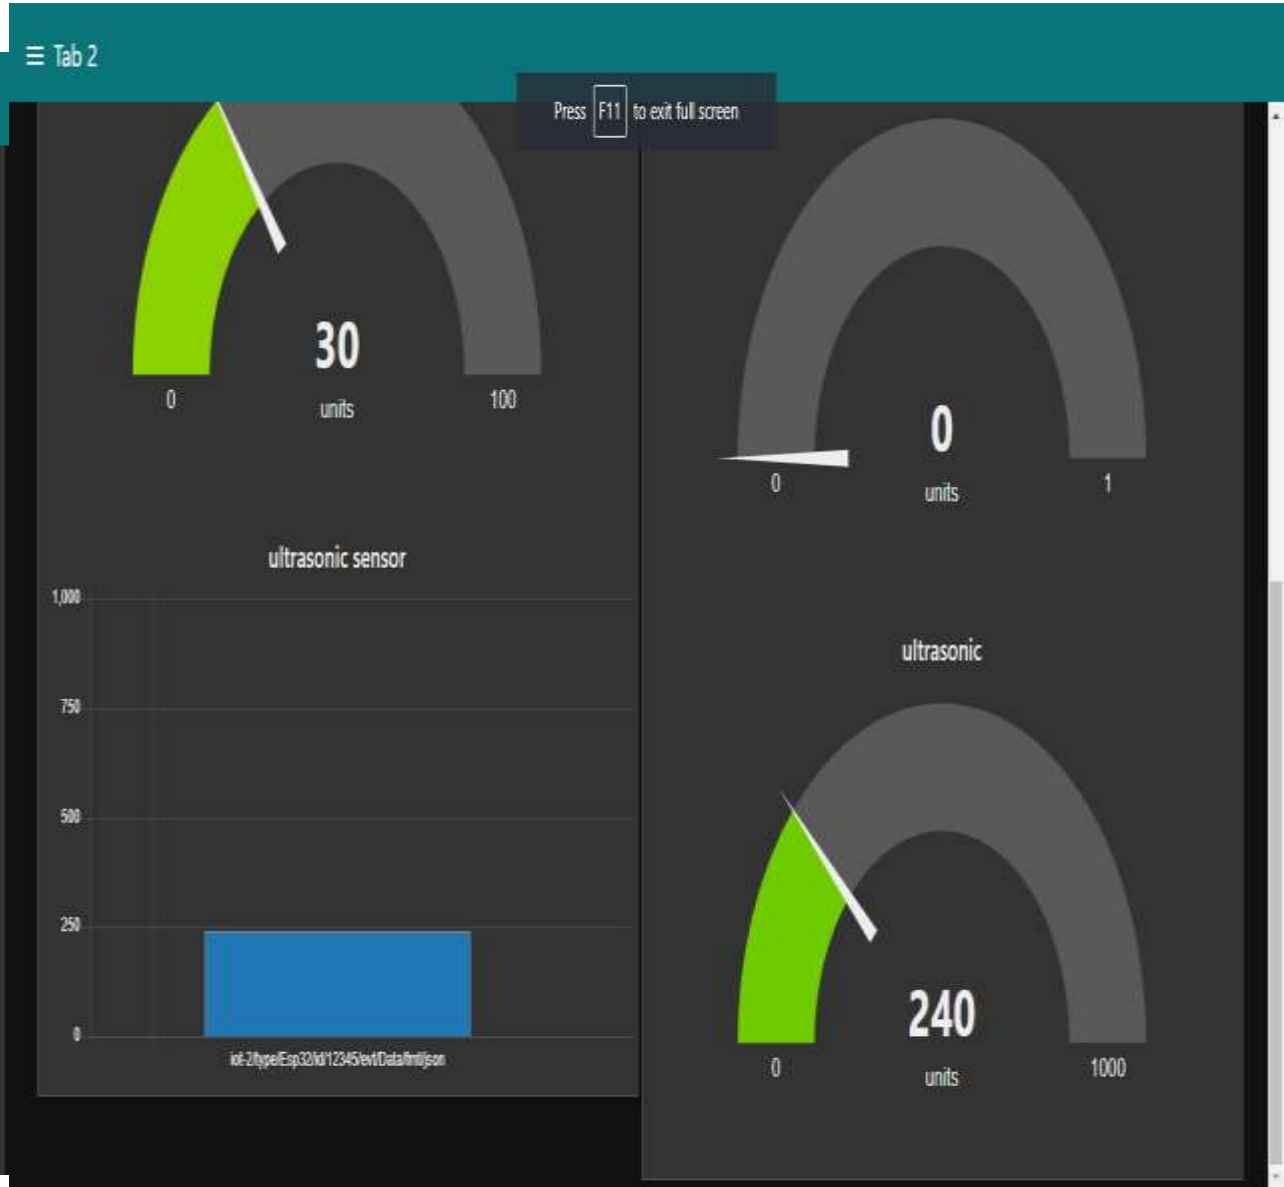 ☰ Tab 2
Press F11 to exit full screen
30
units
0
100
ultrasonic sensor
1,000
750
500
250
0
iot-2/type/Esp32/id/12345/evt/Data/fmt/json
0
units
0
1
ultrasonic
240
units
0
1000